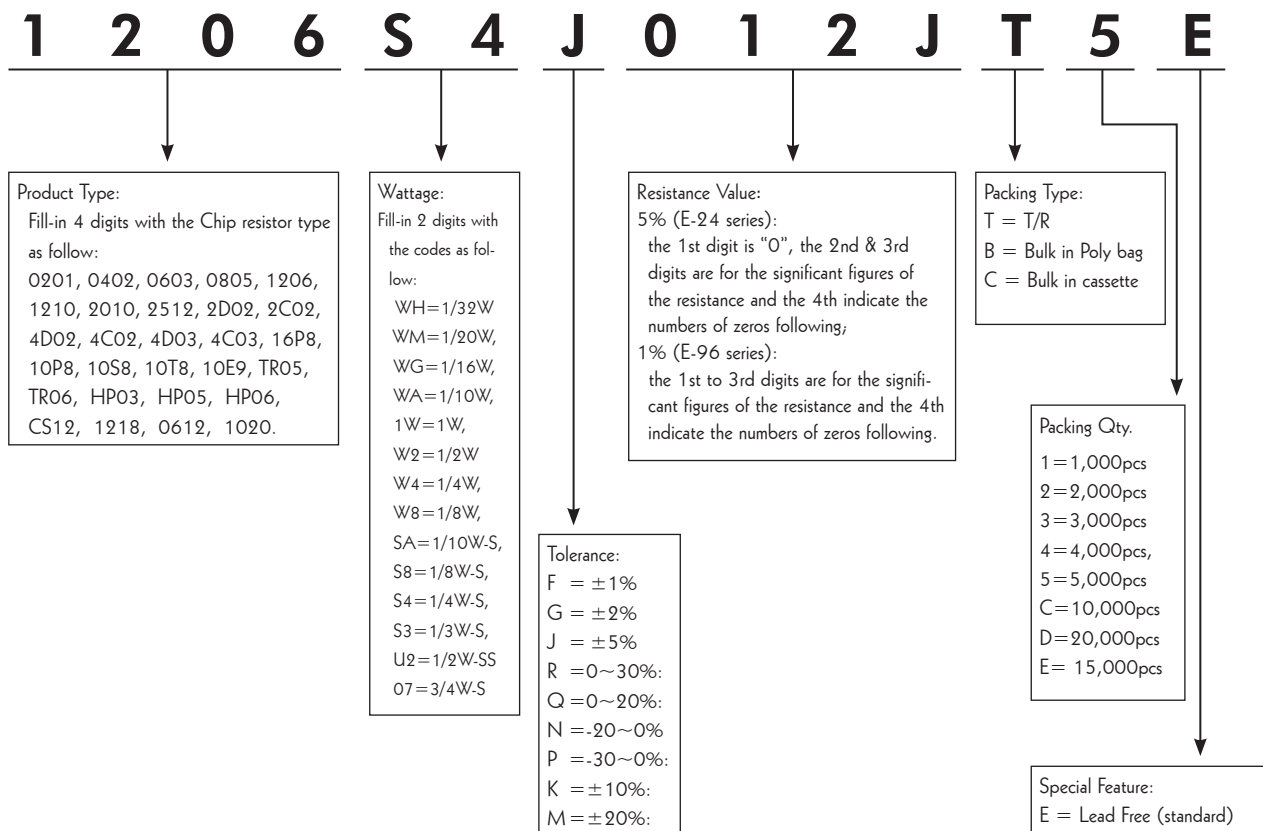 1 2 0 6 S 4 J 0 1 2 J T 5 E
Product Type:
Fill-in 4 digits with the Chip resistor type
as follow:
0201, 0402, 0603, 0805, 1206,
1210, 2010, 2512, 2D02, 2C02,
4D02, 4C02, 4D03, 4C03, 16P8,
10P8, 10S8, 10T8, 10E9, TR05,
TR06, HP03, HP05, HP06,
CS12, 1218, 0612, 1020.
Wattage:
Fill-in 2 digits with
the codes as fol-
low:
WH=1/32W
WM=1/20W,
WG=1/16W,
WA=1/10W,
1W=1W,
W2=1/2W
W4=1/4W,
W8=1/8W,
SA=1/10W-S,
S8=1/8W-S,
S4=1/4W-S,
S3=1/3W-S,
U2=1/2W-SS
07=3/4W-S
Tolerance:
F = ±1%
G = ±2%
J = ±5%
R =0~30%:
Q =0~20%:
N =-20~0%
P =-30~0%:
K = ±10%:
M = ±20%:
Resistance Value:
5% (E-24 series):
the 1st digit is “0”, the 2nd & 3rd
digits are for the significant figures of
the resistance and the 4th indicate the
numbers of zeros following;
1% (E-96 series):
the 1st to 3rd digits are for the signifi-
cant figures of the resistance and the 4th
indicate the numbers of zeros following.
Packing Type:
T = T/R
B = Bulk in Poly bag
C = Bulk in cassette
Packing Qty.
1=1,000pcs
2=2,000pcs
3=3,000pcs
4=4,000pcs,
5=5,000pcs
C=10,000pcs
D=20,000pcs
E= 15,000pcs
Special Feature:
E = Lead Free (standard)